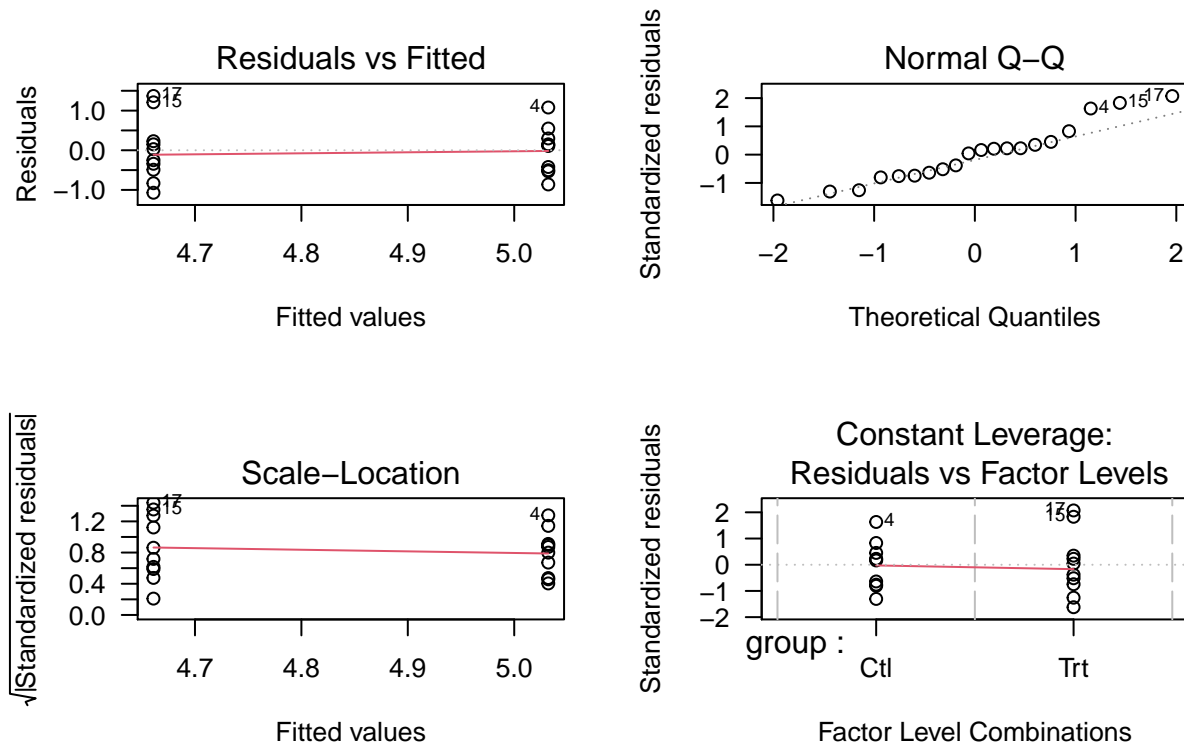 Residuals vs Fitted
Residuals
1.0
0.0
−1.0
17
15
4
4.7 4.8 4.9 5.0
Fitted values
Normal Q−Q
Standardized residuals
2
1
0
−1
4 15 17
−2 −1 0 1 2
Theoretical Quantiles
Scale−Location
√|Standardized residuals|
1.2
0.8
0.4
0.0
17
15
4
4.7 4.8 4.9 5.0
Fitted values
Constant Leverage:
Residuals vs Factor Levels
Standardized residuals
2
1
0
−1
−2
4
17
15
group :
Ctl Trt
Factor Level Combinations